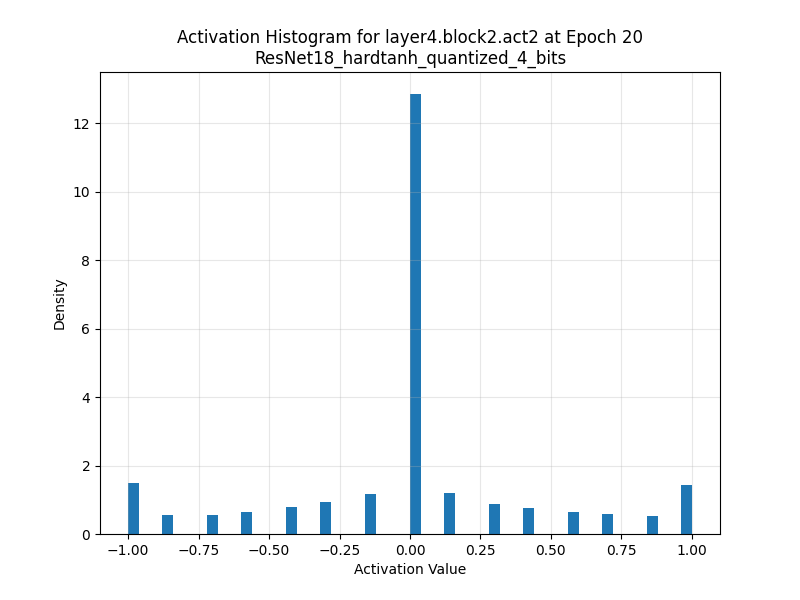 Activation Histogram for layer4.block2.act2 at Epoch 20
ResNet18_hardtanh_quantized_4_bits
12
10
8
6
4
2
0
Density
−1.00 −0.75 −0.50 −0.25 0.00 0.25 0.50 0.75 1.00
Activation Value